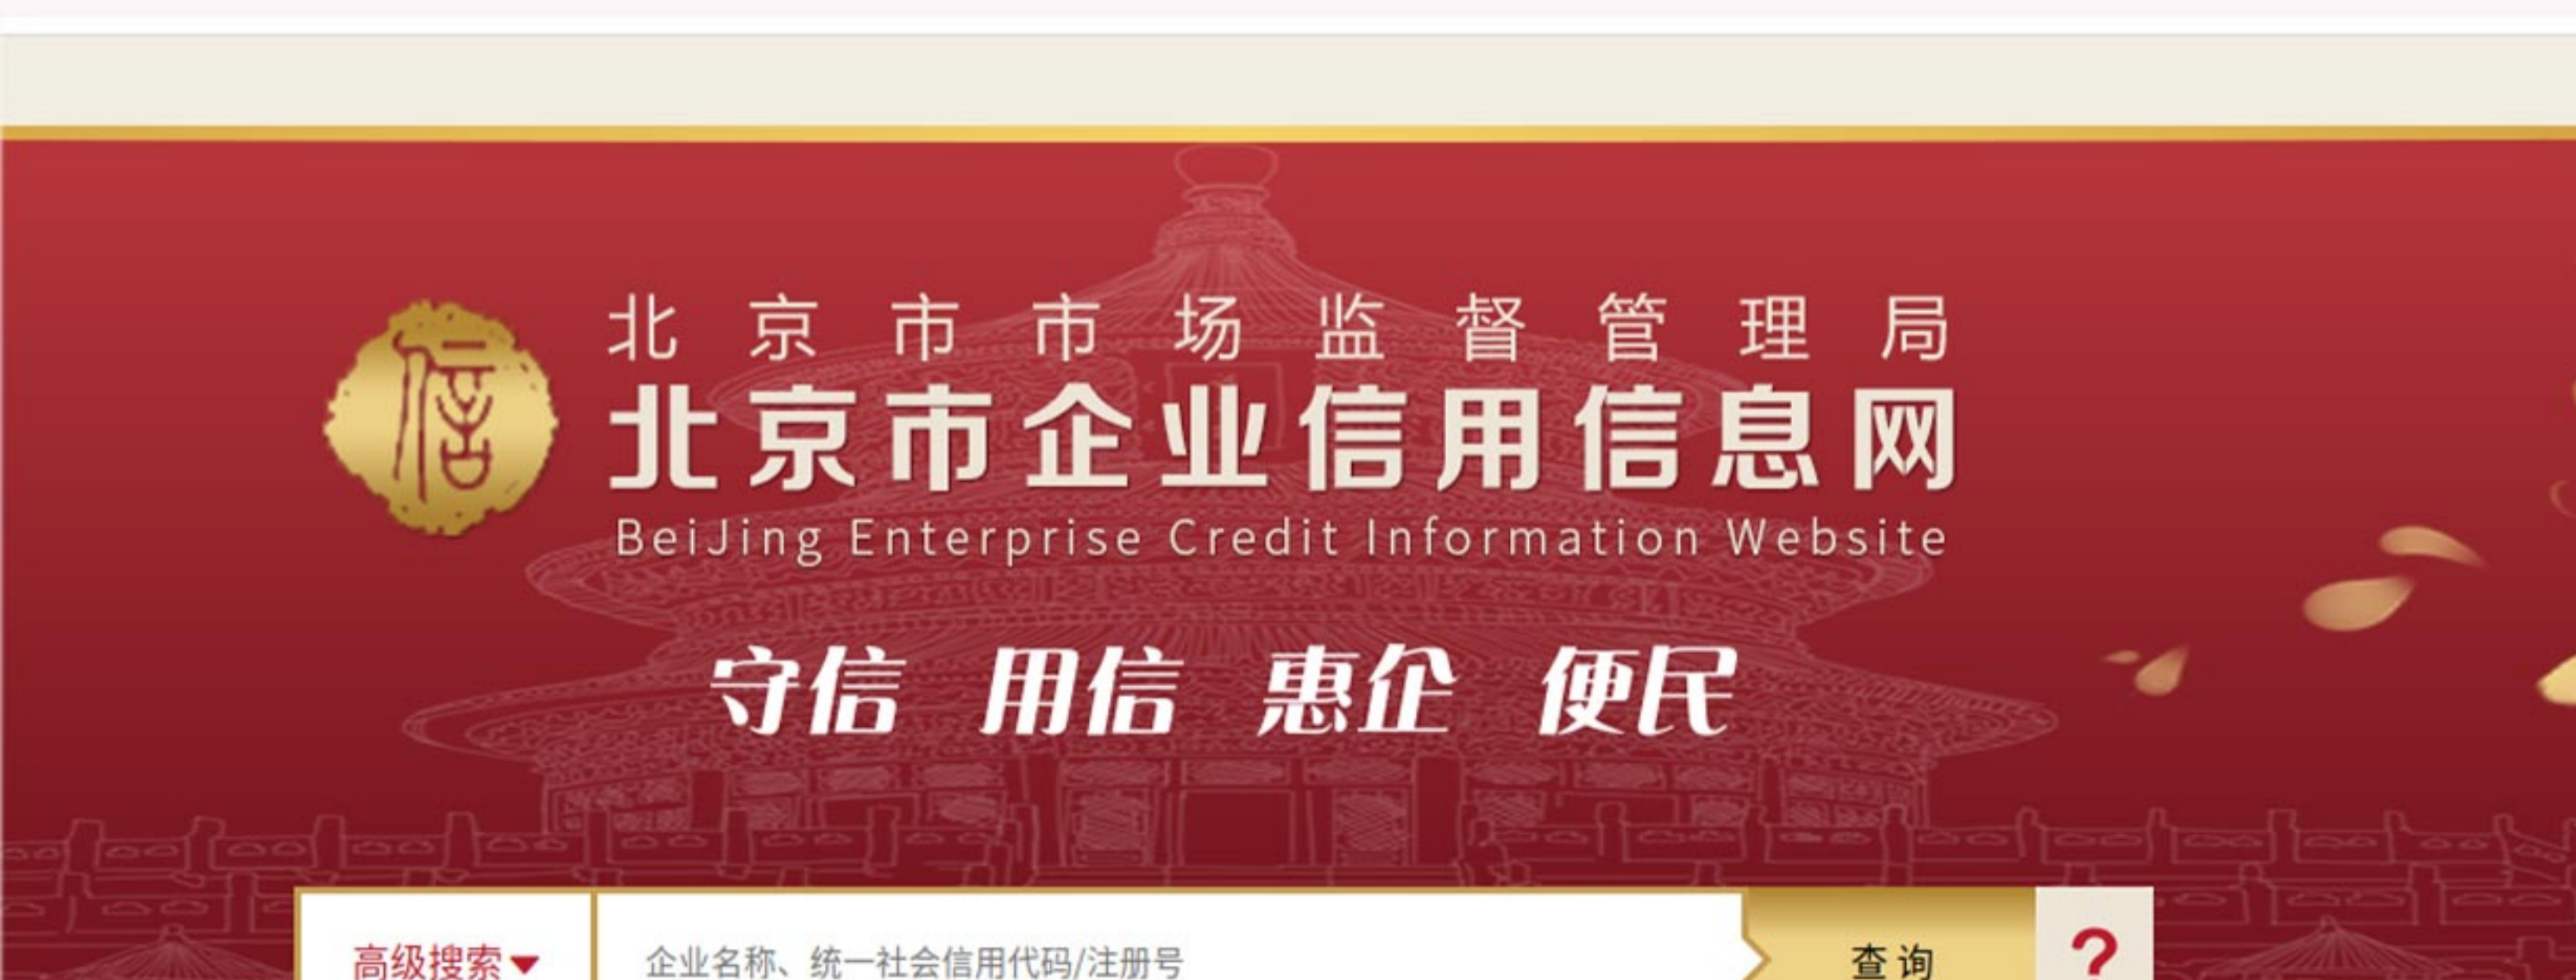 北京市市场监督管理局
信
北京市企业信用信息网
BeiJing Enterprise Credit Information Website
守信 用信 惠企 便民
高级搜索 企业名称、统一社会信用代码/注册号 查询 ?